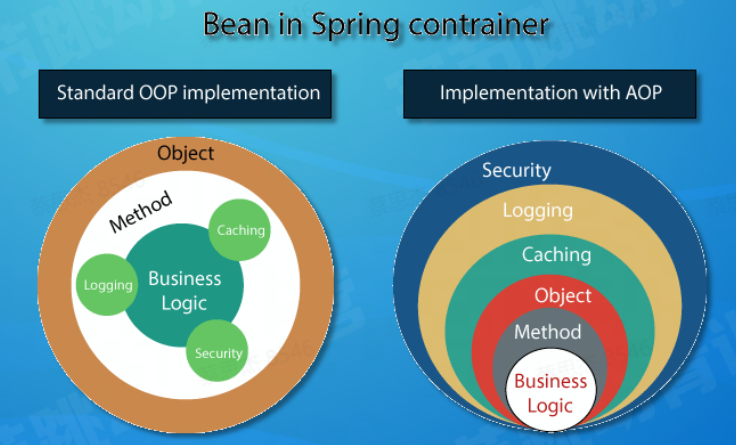 Bean in Spring contrainer
Standard OOP implementation
Implementation with AOP
Object
Method
Caching
Logging
Business
Logic
Security
Security
Logging
Caching
Object
Method
Business
Logic